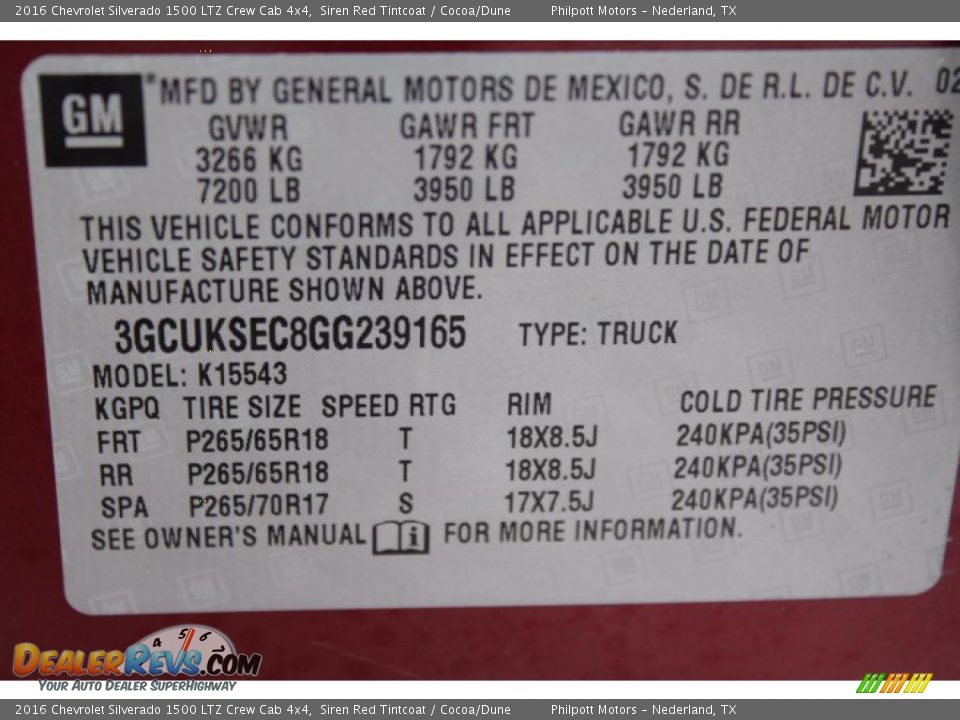 2016 Chevrolet Silverado 1500 LTZ Crew Cab 4x4, Siren Red Tintcoat / Cocoa/Dune Philpott Motors - Nederland, TX
GM MFD BY GENERAL MOTORS DE MEXICO, S. DE R.L. DE C.V. 02
GVWR GAWR FRT GAWR RR
3266 KG 1792 KG 1792 KG
7200 LB 3950 LB 3950 LB
THIS VEHICLE CONFORMS TO ALL APPLICABLE U.S. FEDERAL MOTOR
VEHICLE SAFETY STANDARDS IN EFFECT ON THE DATE OF
MANUFACTURE SHOWN ABOVE.
3GCUKSEC8GG239165 TYPE: TRUCK
MODEL: K15543
KGPQ TIRE SIZE SPEED RTG RIM COLD TIRE PRESSURE
FRT P265/65R18 T 18X8.5J 240KPA(35PSI)
RR P265/65R18 T 18X8.5J 240KPA(35PSI)
SPA P265/70R17 S 17X7.5J 240KPA(35PSI)
SEE OWNER'S MANUAL i FOR MORE INFORMATION.
4 5 6
DEALERREVS.COM
YOUR AUTO DEALER SUPERHIGHWAY
2016 Chevrolet Silverado 1500 LTZ Crew Cab 4x4, Siren Red Tintcoat / Cocoa/Dune Philpott Motors - Nederland, TX